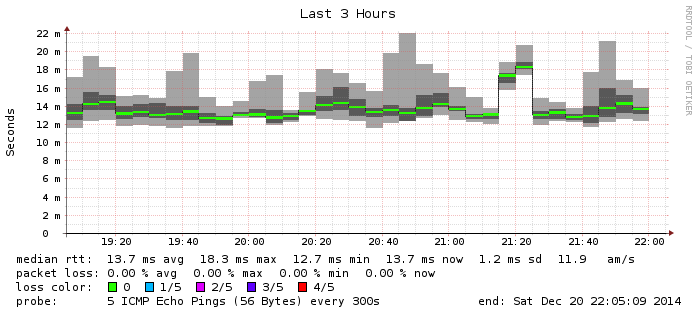 Last 3 Hours
RRDTOOL / TOBI OETIKER
Seconds
22 m
20 m
18 m
16 m
14 m
12 m
10 m
8 m
6 m
4 m
2 m
0
19:20 19:40 20:00 20:20 20:40 21:00 21:20 21:40 22:00
median rtt: 13.7 ms avg 18.3 ms max 12.7 ms min 13.7 ms now 1.2 ms sd 11.9 am/s
packet loss: 0.00 % avg 0.00 % max 0.00 % min 0.00 % now
loss color: 0 1/5 2/5 3/5 4/5
probe: 5 ICMP Echo Pings (56 Bytes) every 300s end: Sat Dec 20 22:05:09 2014